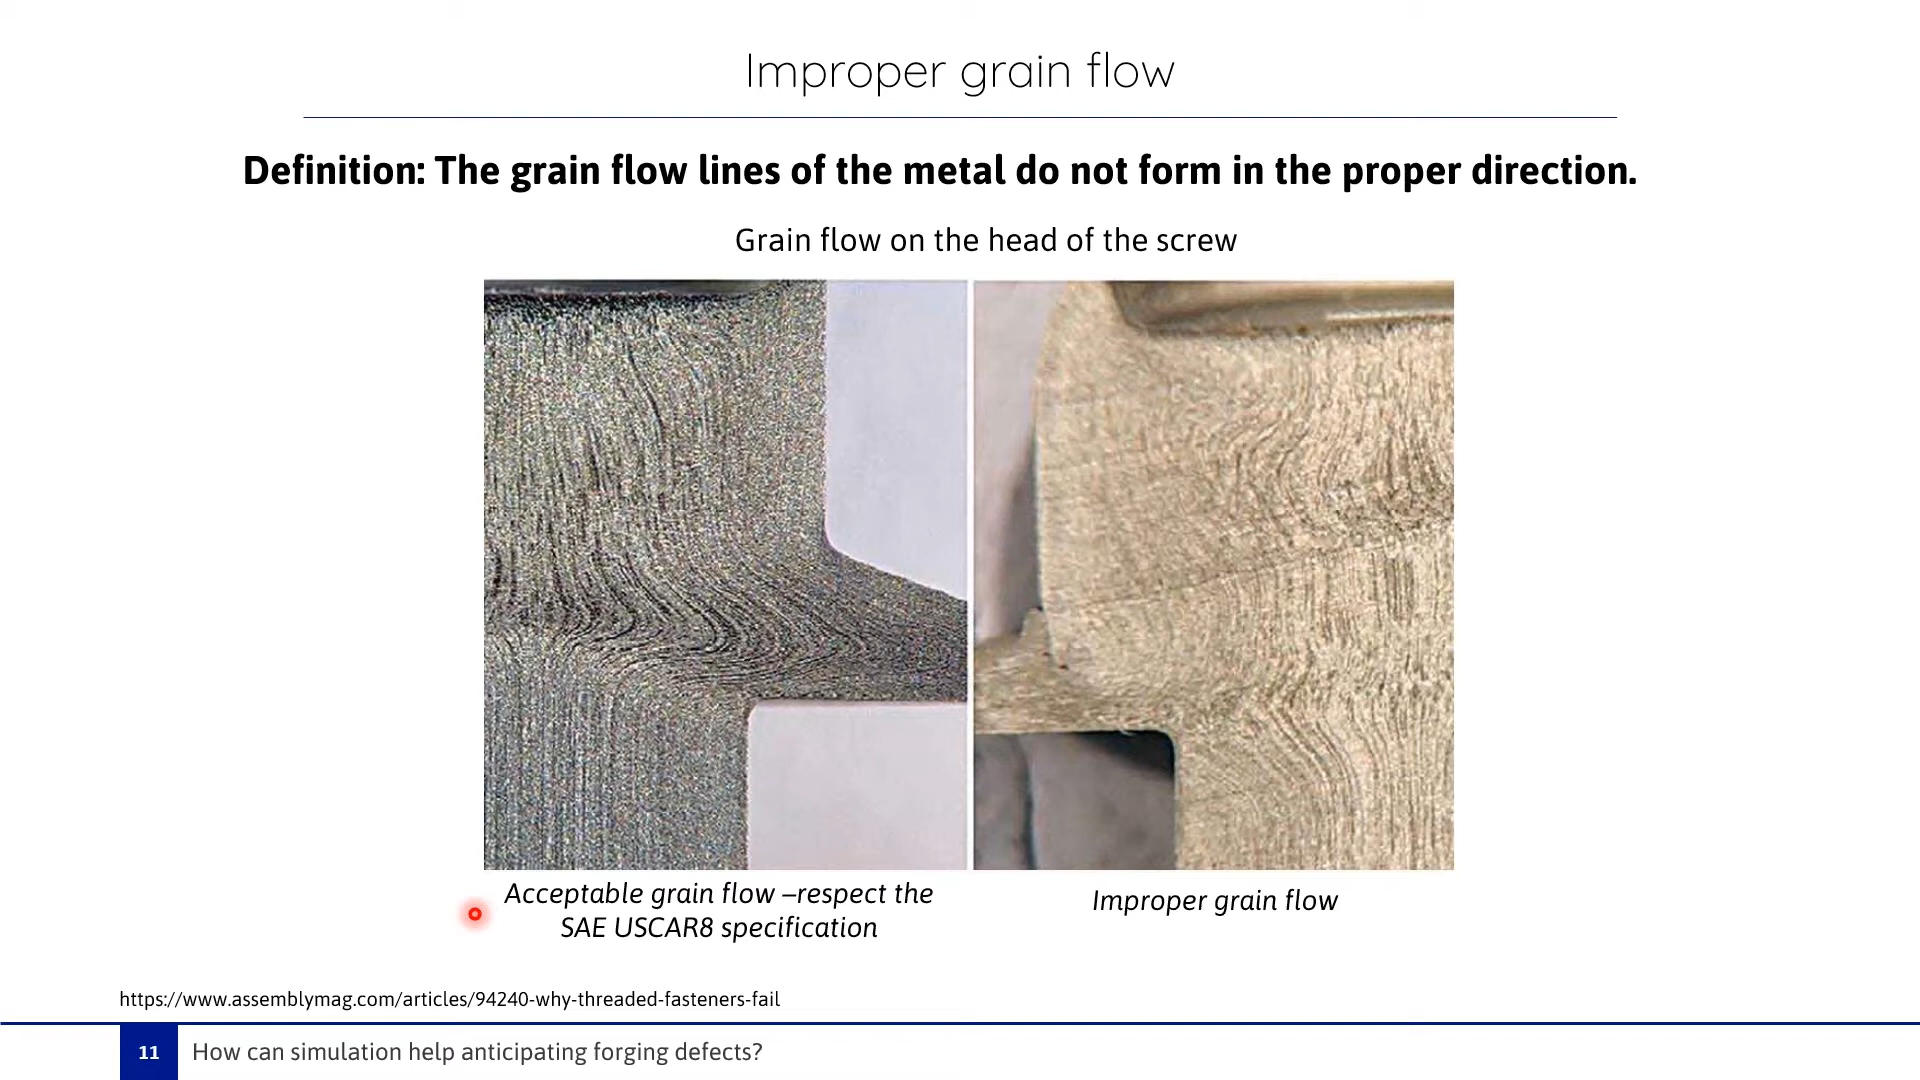 Improper grain flow
Definition: The grain flow lines of the metal do not form in the proper direction.
Grain flow on the head of the screw
Acceptable grain flow –respect the
SAE USCAR8 specification
Improper grain flow
https://www.assemblymag.com/articles/94240-why-threaded-fasteners-fail
11 How can simulation help anticipating forging defects?